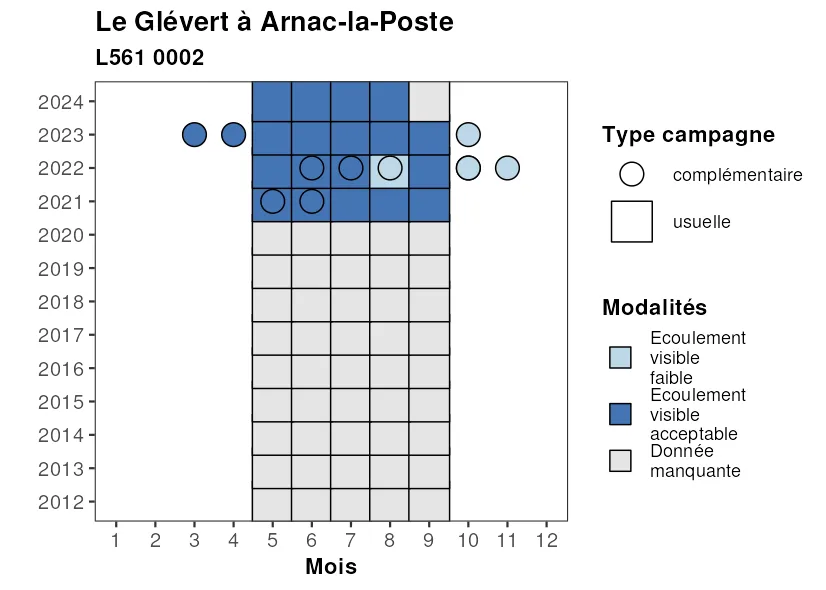 Le Glévert à Arnac-la-Poste
L561 0002
2024
2023
2022
2021
2020
2019
2018
2017
2016
2015
2014
2013
2012
1 2 3 4 5 6 7 8 9 10 11 12
Mois
Type campagne
complémentaire
usuelle
Modalités
Ecoulement
visible
faible
Ecoulement
visible
acceptable
Donnée
manquante